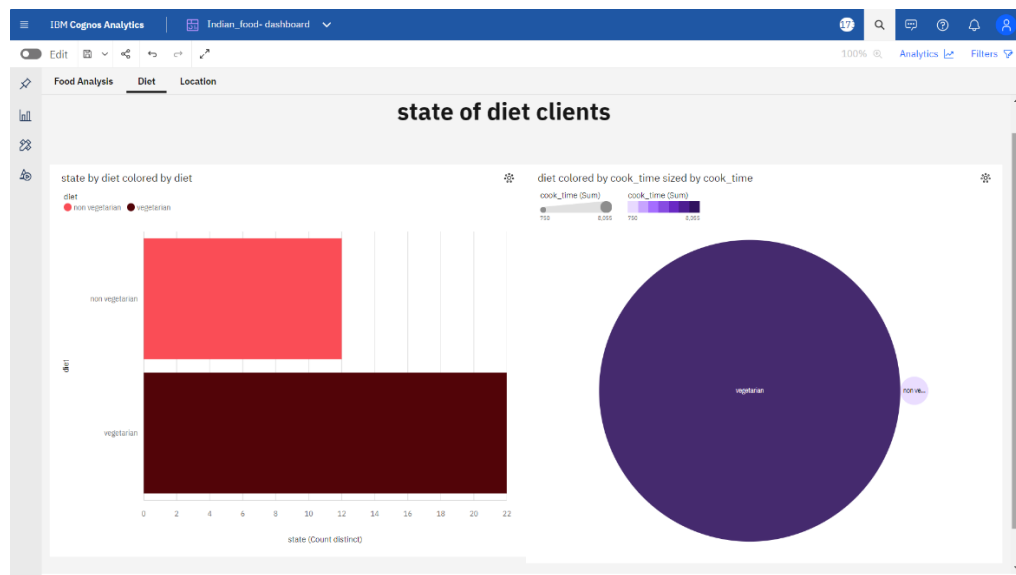 IBM Cognos Analytics
Indian_food- dashboard
Edit
100%
Analytics
Filters
Food Analysis
Diet
Location
state of diet clients
state by diet colored by diet
diet
non vegetarian
vegetarian
non vegetarian
vegetarian
diet
0 2 4 6 8 10 12 14 16 18 20 22
state (Count distinct)
diet colored by cook_time sized by cook_time
cook_time (Sum)
cook_time (Sum)
vegetarian
non ve...